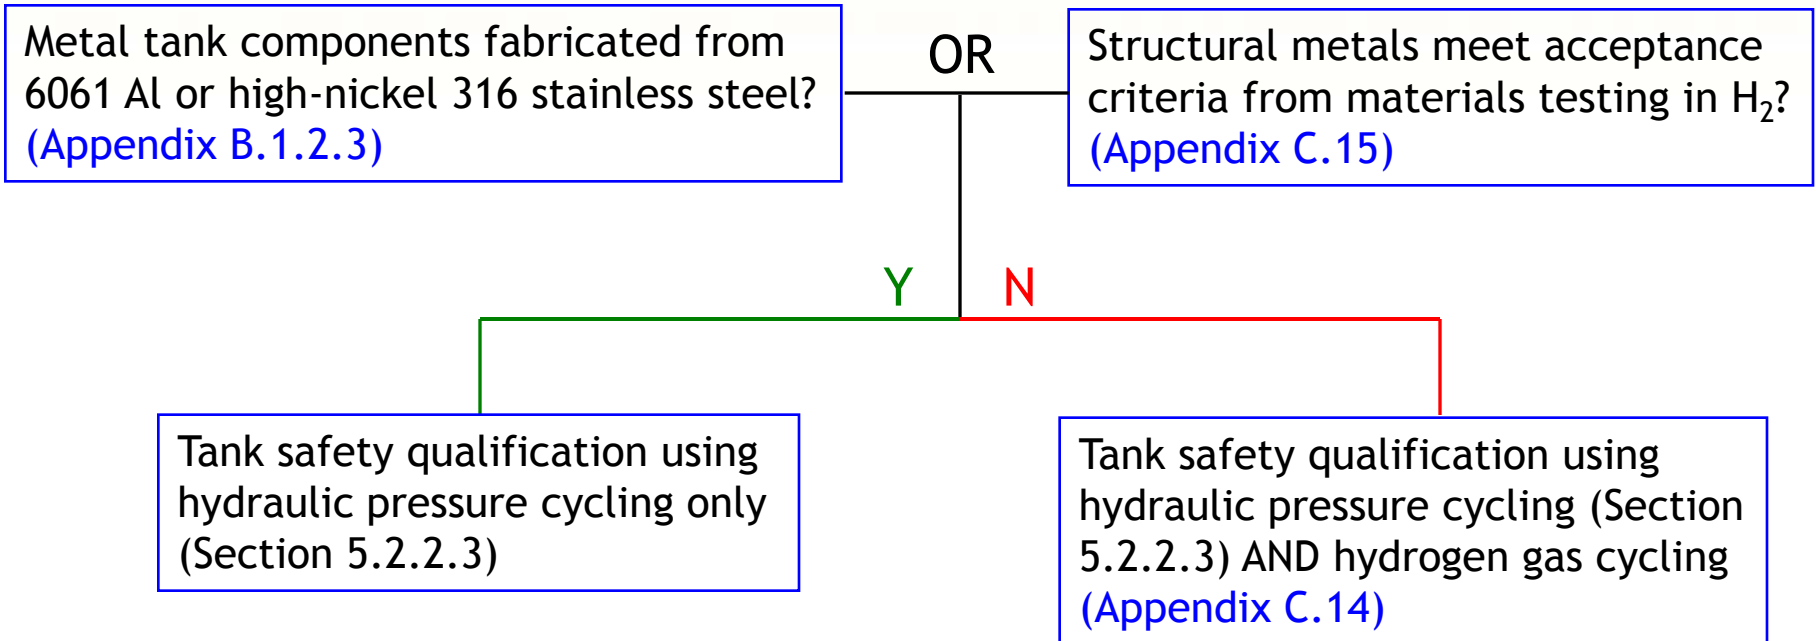 Metal tank components fabricated from
6061 Al or high-nickel 316 stainless steel?
(Appendix B.1.2.3)
OR
Structural metals meet acceptance
criteria from materials testing in H₂?
(Appendix C.15)
Y
N
Tank safety qualification using
hydraulic pressure cycling only
(Section 5.2.2.3)
Tank safety qualification using
hydraulic pressure cycling (Section
5.2.2.3) AND hydrogen gas cycling
(Appendix C.14)